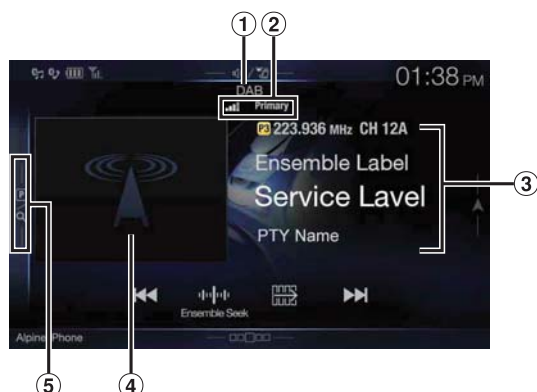 ① ②
01:38 PM
DAB
Primary
P3 223.936 MHz CH 12A
Ensemble Label
③
Service Lavel
P
PTY Name
Ensemble Seek
Alpine Phone
⑤ ④